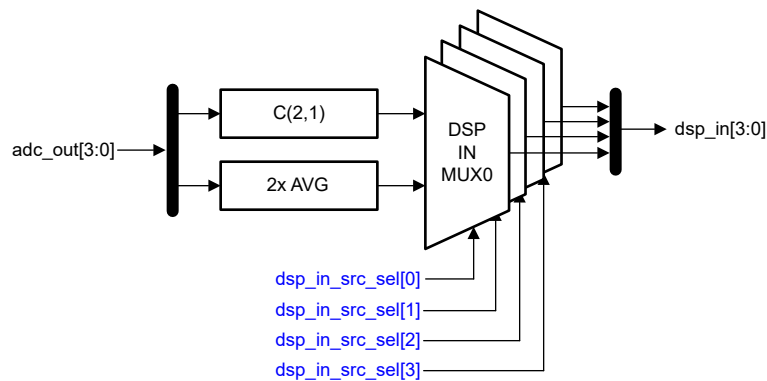 adc_out[3:0]
C(2,1)
2x AVG
DSP
IN
MUX0
dsp_in[3:0]
dsp_in_src_sel[0]
dsp_in_src_sel[1]
dsp_in_src_sel[2]
dsp_in_src_sel[3]